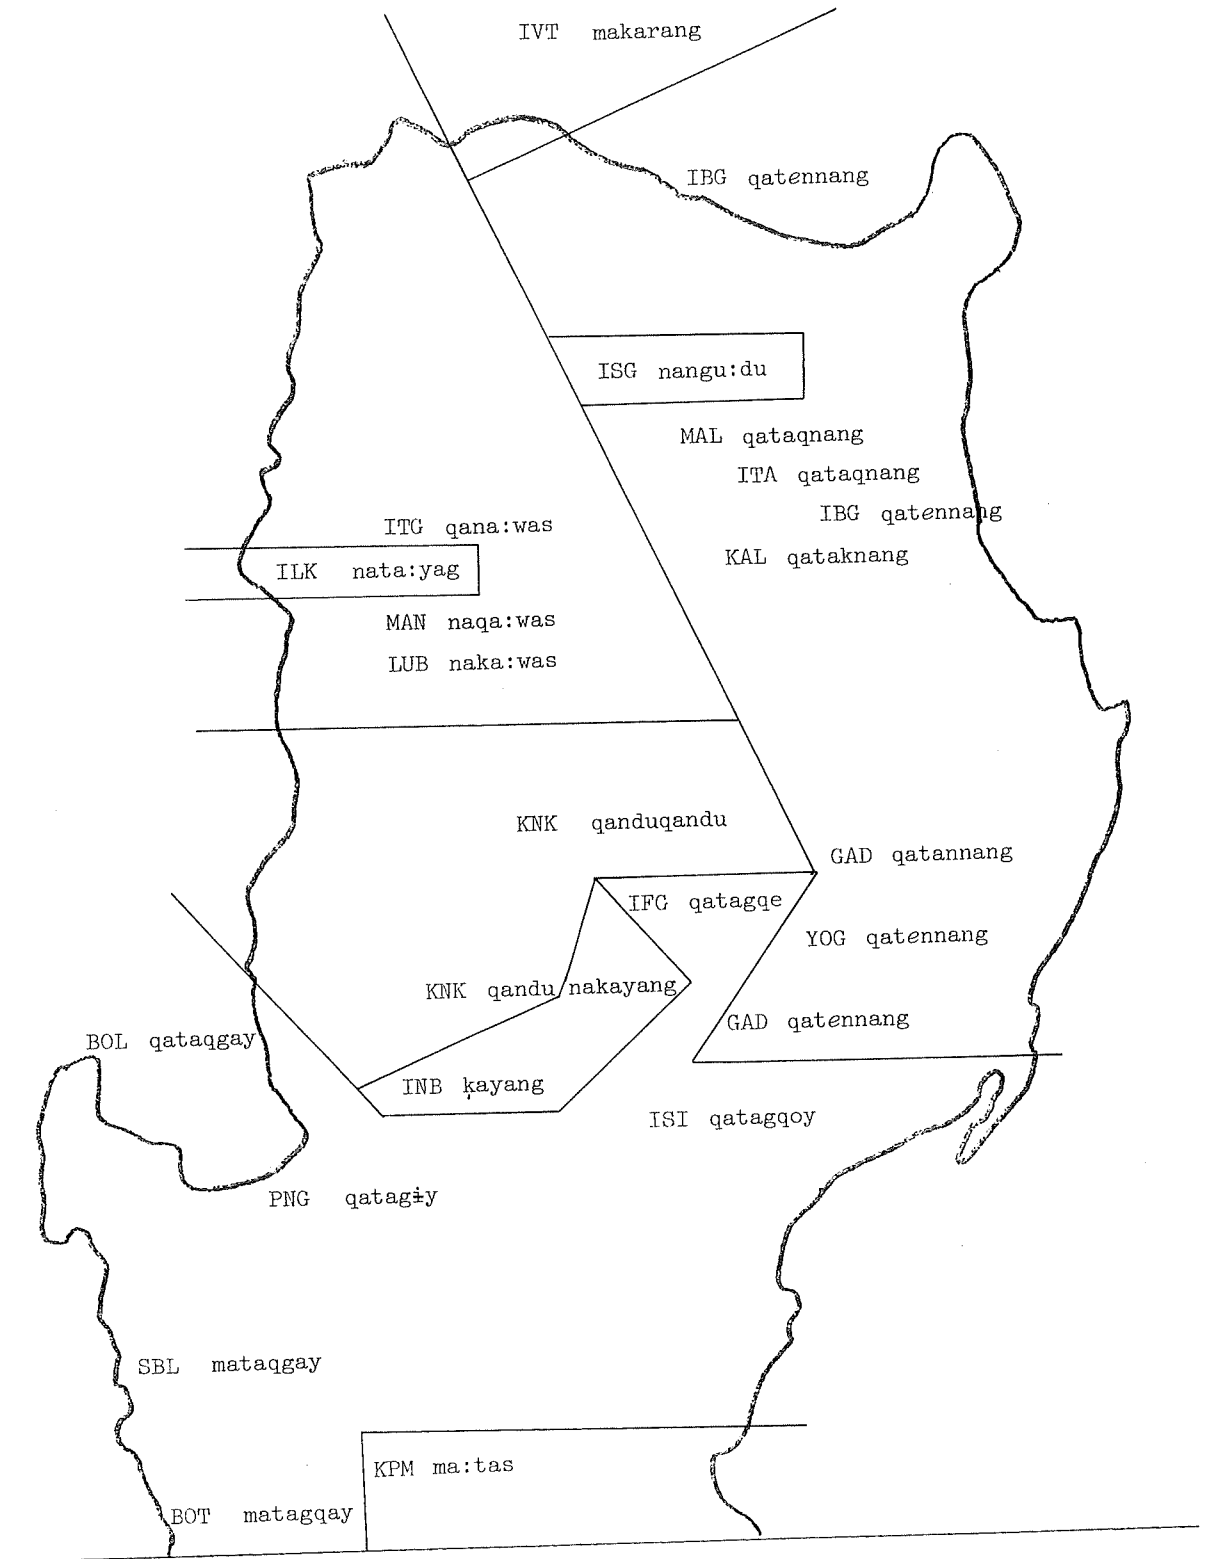 IVT makarang
IBG qatennang
ISG nangu:du
MAL qataqnang
ITA qataqnang
IBG qatennang
ITG qana:was
KAL qataknang
ILK nata:yag
MAN naqa:was
LUB naka:was
KNK qanduqandu
GAD qatannang
IFG qatagqe
YOG qatennang
KNK qandu nakayang
GAD qatennang
BOL qataqgay
INB ḳayang
ISI qatagqoy
PNG qatagɨy
SBL mataqgay
KPM ma:tas
BOT matagqay